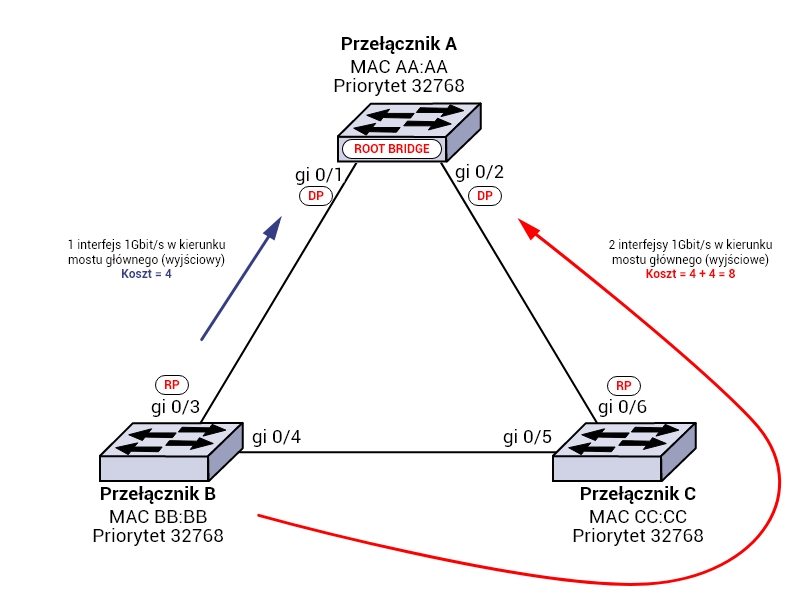 Przełącznik A
MAC AA:AA
Priorytet 32768
ROOT BRIDGE
gi 0/1
gi 0/2
DP
DP
1 interfejs 1Gbit/s w kierunku
mostu głównego (wyjściowy)
Koszt = 4
2 interfejsy 1Gbit/s w kierunku
mostu głównego (wyjściowe)
Koszt = 4 + 4 = 8
RP
gi 0/3
RP
gi 0/6
gi 0/4
gi 0/5
Przełącznik B
MAC BB:BB
Priorytet 32768
Przełącznik C
MAC CC:CC
Priorytet 32768